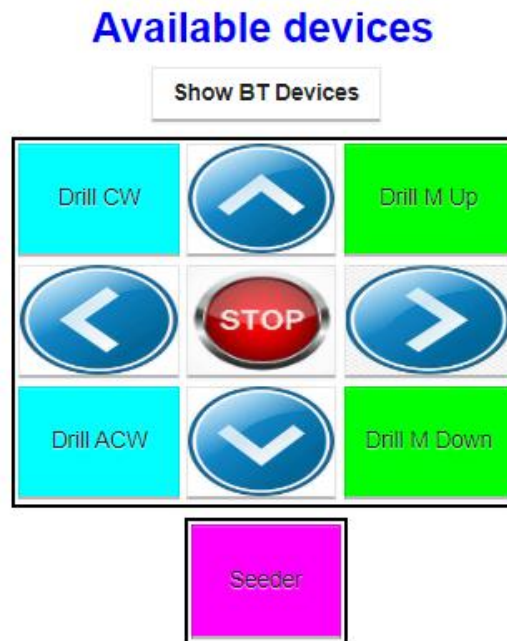 Available devices
Show BT Devices
Drill CW
Drill M Up
STOP
Drill ACW
Drill M Down
Seeder